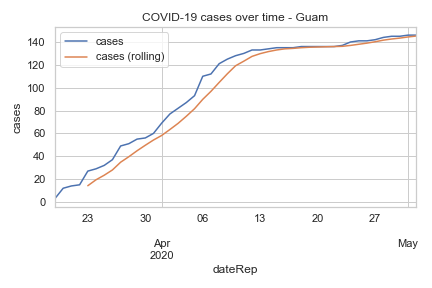 COVID-19 cases over time - Guam
cases
cases (rolling)
cases
140
120
100
80
60
40
20
0
23
30
06
13
20
27
Apr
2020
May
dateRep